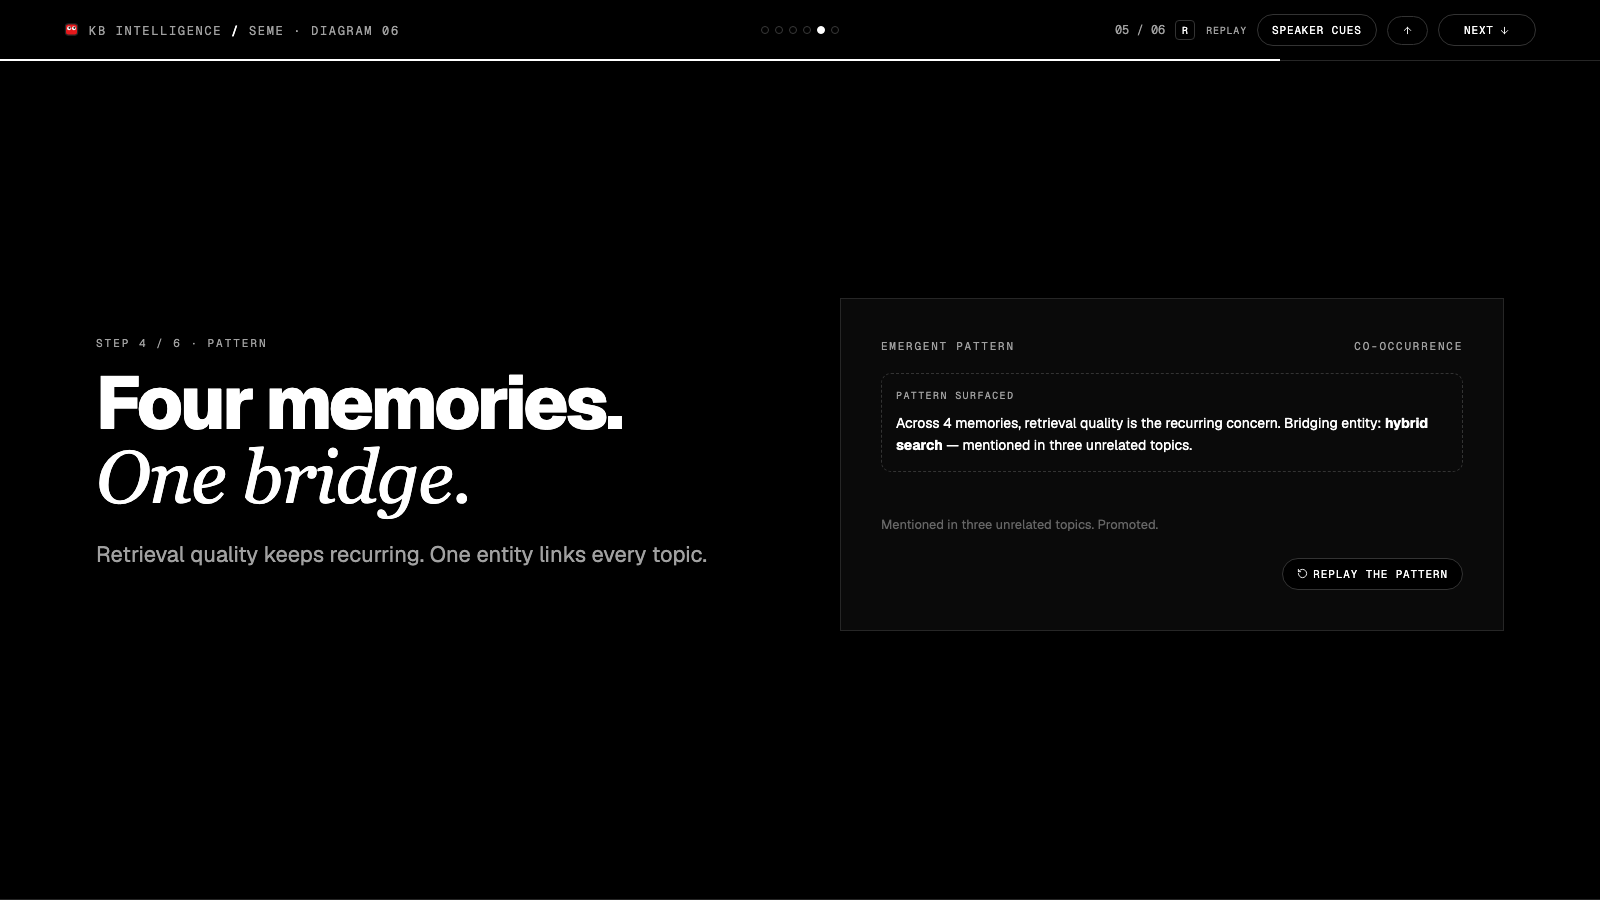 KB INTELLIGENCE / SEME · DIAGRAM 06
05 / 06 R REPLAY SPEAKER CUES ↑ NEXT ↓
STEP 4 / 6 · PATTERN
Four memories.
One bridge.
Retrieval quality keeps recurring. One entity links every topic.
EMERGENT PATTERN CO-OCCURRENCE
PATTERN SURFACED
Across 4 memories, retrieval quality is the recurring concern. Bridging entity: hybrid
search — mentioned in three unrelated topics.
Mentioned in three unrelated topics. Promoted.
REPLAY THE PATTERN